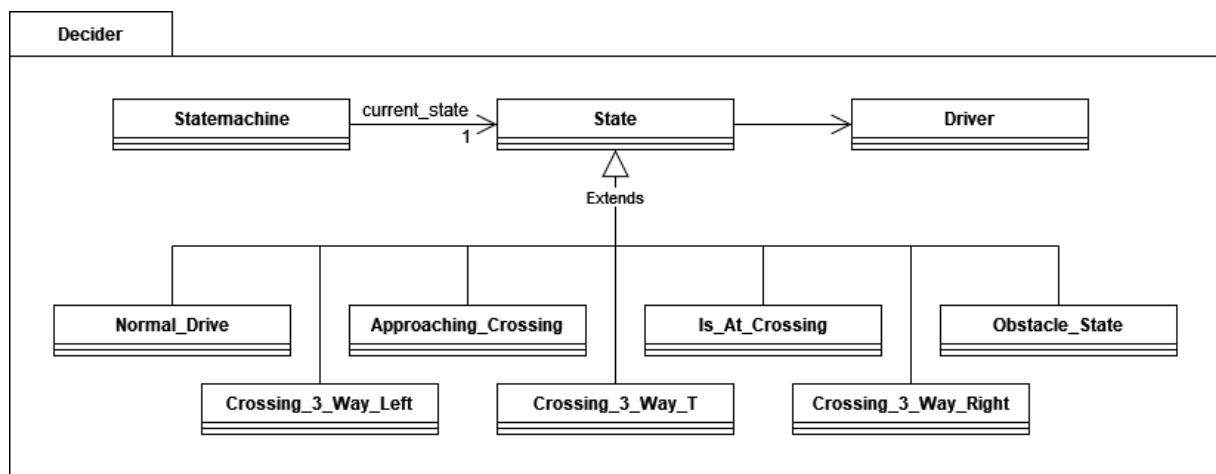 Decider
Statemachine
current_state
1
State
Driver
Extends
Normal_Drive
Approaching_Crossing
Is_At_Crossing
Obstacle_State
Crossing_3_Way_Left
Crossing_3_Way_T
Crossing_3_Way_Right